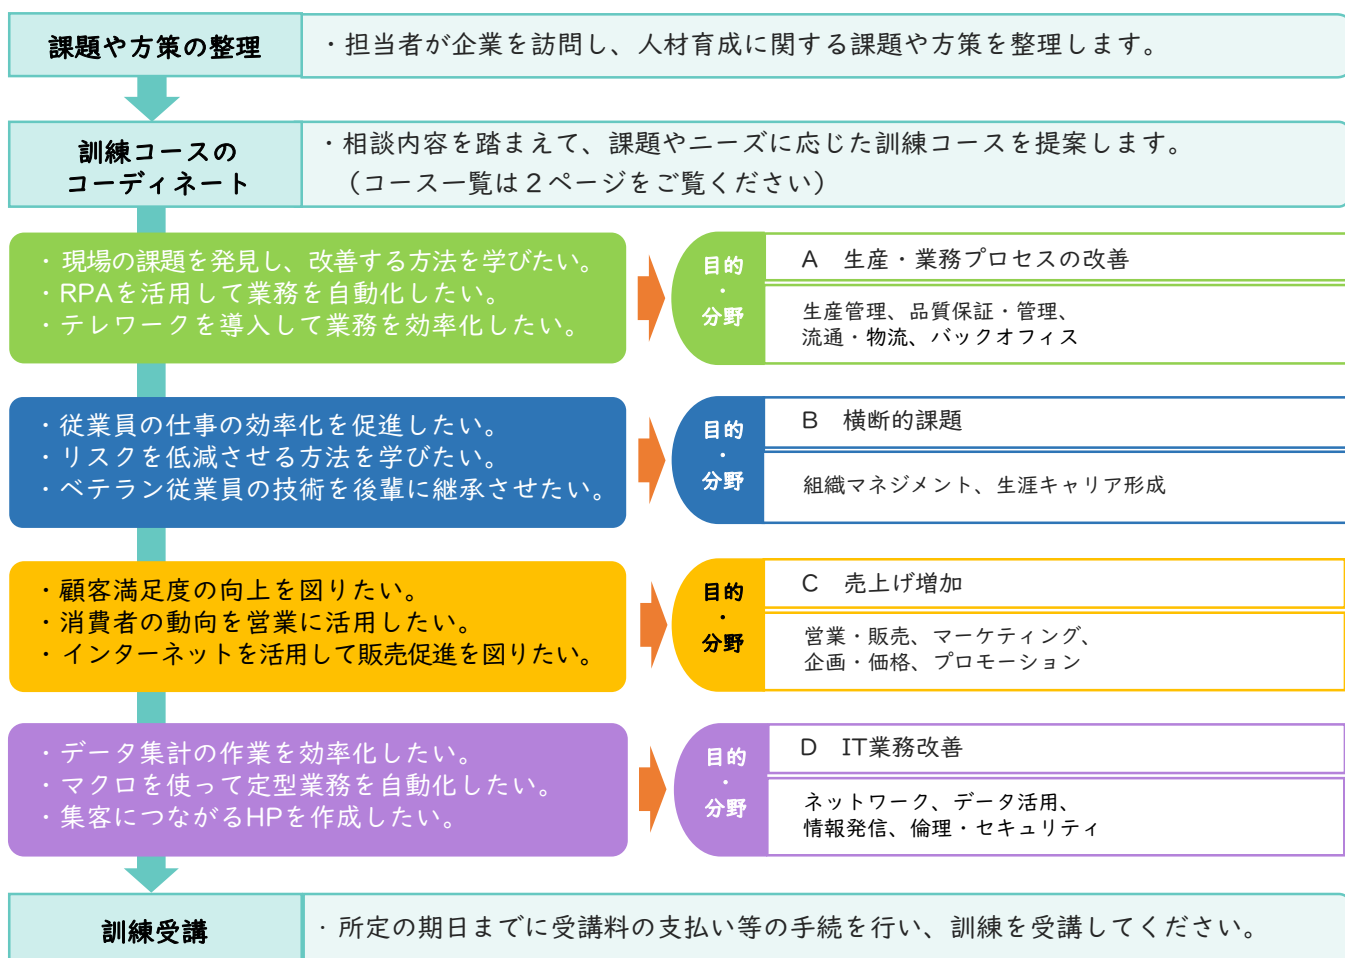 課題や方策の整理
・担当者が企業を訪問し、人材育成に関する課題や方策を整理します。
訓練コースの
コーディネート
・相談内容を踏まえて、課題やニーズに応じた訓練コースを提案します。
（コース一覧は２ページをご覧ください）
・現場の課題を発見し、改善する方法を学びたい。
・RPAを活用して業務を自動化したい。
・テレワークを導入して業務を効率化したい。
目的
・
分野
A　生産・業務プロセスの改善
生産管理、品質保証・管理、
流通・物流、バックオフィス
・従業員の仕事の効率化を促進したい。
・リスクを低減させる方法を学びたい。
・ベテラン従業員の技術を後輩に継承させたい。
目的
・
分野
B　横断的課題
組織マネジメント、生涯キャリア形成
・顧客満足度の向上を図りたい。
・消費者の動向を営業に活用したい。
・インターネットを活用して販売促進を図りたい。
目的
・
分野
C　売上げ増加
営業・販売、マーケティング、
企画・価格、プロモーション
・データ集計の作業を効率化したい。
・マクロを使って定型業務を自動化したい。
・集客につながるHPを作成したい。
目的
・
分野
D　IT業務改善
ネットワーク、データ活用、
情報発信、倫理・セキュリティ
訓練受講
・所定の期日までに受講料の支払い等の手続を行い、訓練を受講してください。